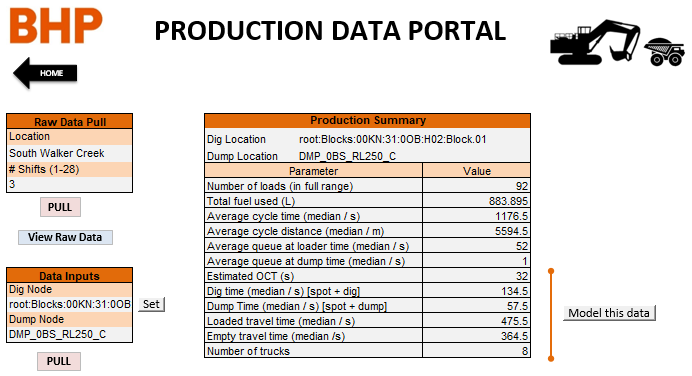 BHP
PRODUCTION DATA PORTAL
HOME
Raw Data Pull
Location
South Walker Creek
# Shifts (1-28)
3
PULL
View Raw Data
Data Inputs
Dig Node
root:Blocks:00KN:31:0OB
Set
Dump Node
DMP_0BS_RL250_C
PULL
Production Summary
Dig Location root:Blocks:00KN:31:0OB:H02:Block.01
Dump Location DMP_0BS_RL250_C
Parameter Value
Number of loads (in full range) 92
Total fuel used (L) 883.895
Average cycle time (median / s) 1176.5
Average cycle distance (median / m) 5594.5
Average queue at loader time (median / s) 52
Average queue at dump time (median / s) 1
Estimated OCT (s) 32
Dig time (median / s) [spot + dig] 134.5
Dump Time (median / s) [spot + dump] 57.5
Loaded travel time (median / s) 475.5
Empty travel time (median /s) 364.5
Number of trucks 8
Model this data